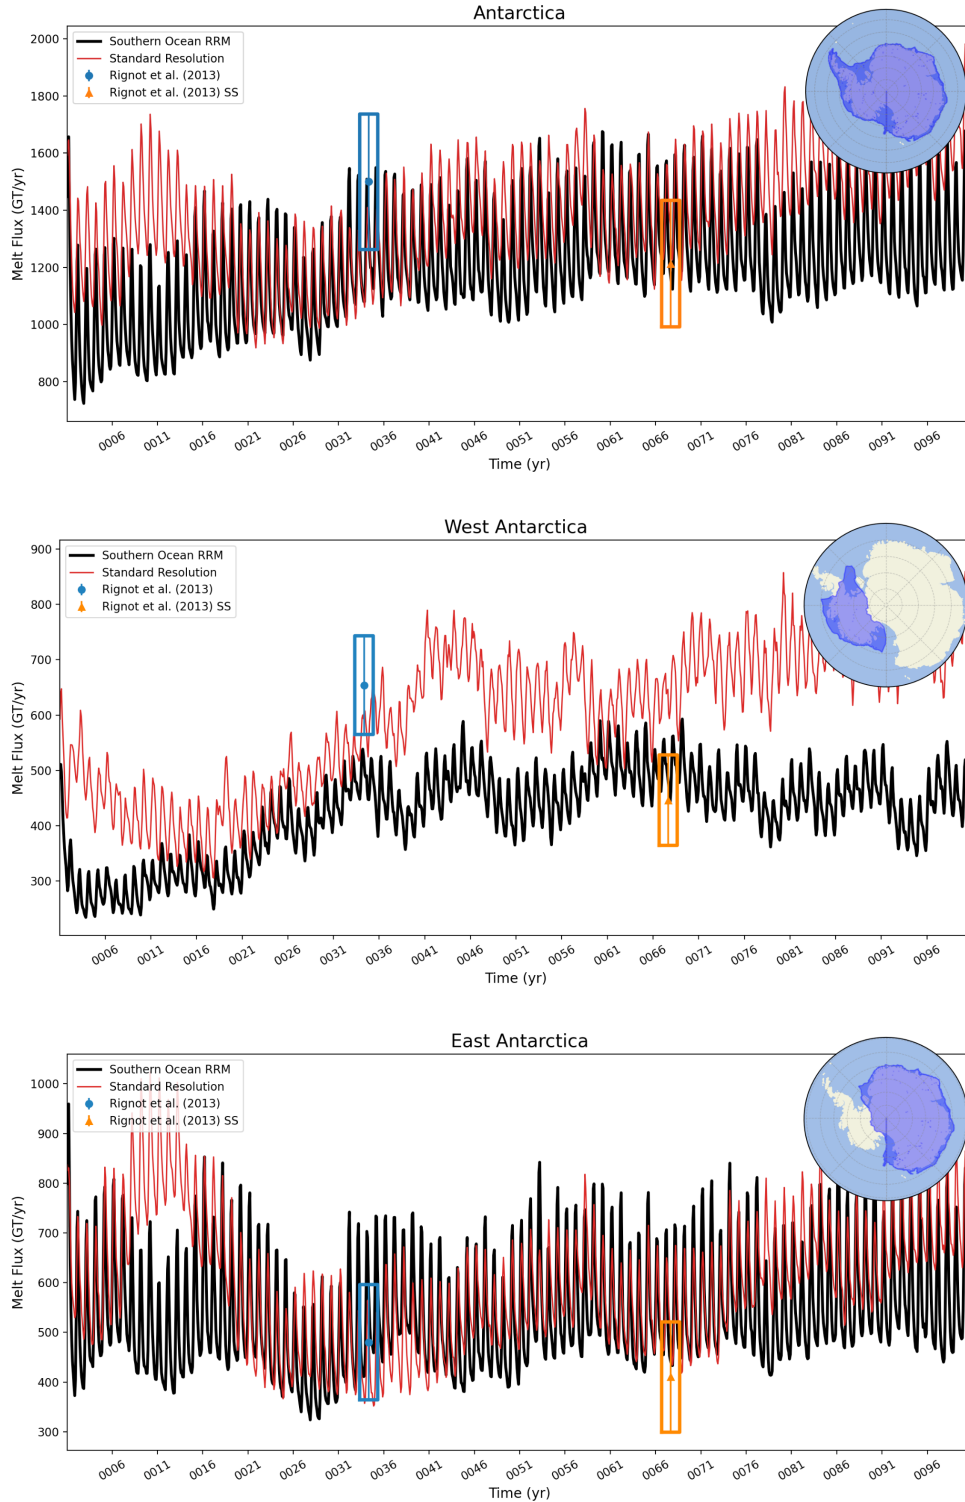 Antarctica
Southern Ocean RRM
Standard Resolution
Rignot et al. (2013)
Rignot et al. (2013) SS
Melt Flux (GT/yr)
2000
1800
1600
1400
1200
1000
800
0006 0011 0016 0021 0026 0031 0036 0041 0046 0051 0056 0061 0066 0071 0076 0081 0086 0091 0096
Time (yr)
West Antarctica
Southern Ocean RRM
Standard Resolution
Rignot et al. (2013)
Rignot et al. (2013) SS
Melt Flux (GT/yr)
900
800
700
600
500
400
300
0006 0011 0016 0021 0026 0031 0036 0041 0046 0051 0056 0061 0066 0071 0076 0081 0086 0091 0096
Time (yr)
East Antarctica
Southern Ocean RRM
Standard Resolution
Rignot et al. (2013)
Rignot et al. (2013) SS
Melt Flux (GT/yr)
1000
900
800
700
600
500
400
300
0006 0011 0016 0021 0026 0031 0036 0041 0046 0051 0056 0061 0066 0071 0076 0081 0086 0091 0096
Time (yr)